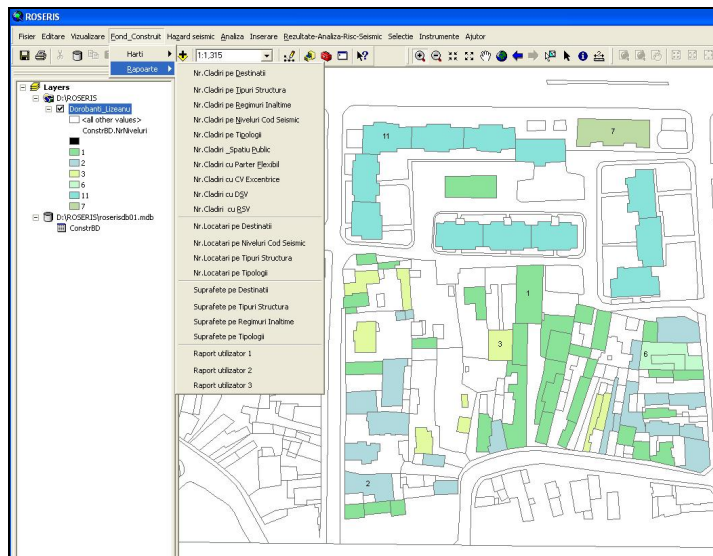 ROSERIS
Fisier Editare Vizualizare Fond_Construit Hazard seismic Analiza Inserare Rezultate-Analiza-Risc-Seismic Selectie Instrumente Ajutor
Harti
Rapoarte
1:1,315
Nr.Cladiri pe Destinatii
Nr.Cladiri pe Tipuri Structura
Nr.Cladiri pe Regimuri Inaltime
Nr.Cladiri pe Niveluri Cod Seismic
Nr.Cladiri pe Tipologii
Nr.Cladiri _Spatiu Public
Nr.Cladiri cu Parter Flexibil
Nr.Cladiri cu CV Excentrice
Nr.Cladiri cu DSV
Nr.Cladiri cu RSV
Nr.Locatari pe Destinatii
Nr.Locatari pe Niveluri Cod Seismic
Nr.Locatari pe Tipuri Structura
Nr.Locatari pe Tipologii
Suprafete pe Destinatii
Suprafete pe Tipuri Structura
Suprafete pe Regimuri Inaltime
Suprafete pe Tipologii
Raport utilizator 1
Raport utilizator 2
Raport utilizator 3
Layers
D:\ROSERIS
Dorobanti_Lizeanu
<all other values>
ConstrBD.NrNiveluri
1
2
3
6
11
7
D:\ROSERIS\roserisdb01.mdb
ConstrBD
11
7
1
3
6
2